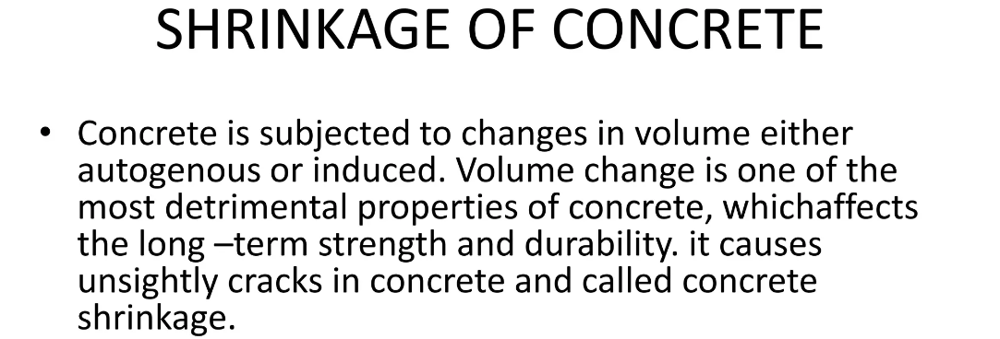 SHRINKAGE OF CONCRETE
• Concrete is subjected to changes in volume either
autogenous or induced. Volume change is one of the
most detrimental properties of concrete, whichaffects
the long –term strength and durability. it causes
unsightly cracks in concrete and called concrete
shrinkage.